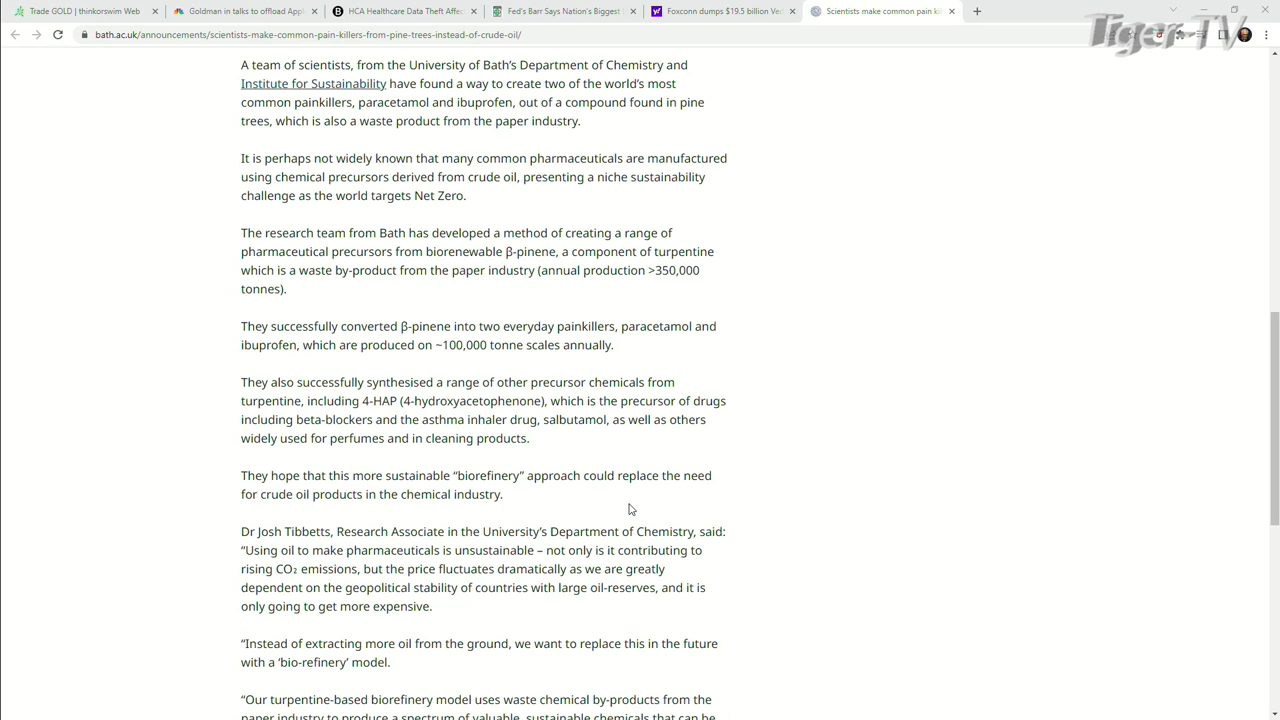 Trade GOLD | thinkorswim Web
Goldman in talks to offload Appl
HCA Healthcare Data Theft Affec
Fed's Barr Says Nation's Biggest
Foxconn dumps $19.5 billion Ved
Scientists make common pain kil
Tiger-TV
bath.ac.uk/announcements/scientists-make-common-pain-killers-from-pine-trees-instead-of-crude-oil/
A team of scientists, from the University of Bath's Department of Chemistry and
Institute for Sustainability have found a way to create two of the world's most
common painkillers, paracetamol and ibuprofen, out of a compound found in pine
trees, which is also a waste product from the paper industry.
It is perhaps not widely known that many common pharmaceuticals are manufactured
using chemical precursors derived from crude oil, presenting a niche sustainability
challenge as the world targets Net Zero.
The research team from Bath has developed a method of creating a range of
pharmaceutical precursors from biorenewable β-pinene, a component of turpentine
which is a waste by-product from the paper industry (annual production >350,000
tonnes).
They successfully converted β-pinene into two everyday painkillers, paracetamol and
ibuprofen, which are produced on ~100,000 tonne scales annually.
They also successfully synthesised a range of other precursor chemicals from
turpentine, including 4-HAP (4-hydroxyacetophenone), which is the precursor of drugs
including beta-blockers and the asthma inhaler drug, salbutamol, as well as others
widely used for perfumes and in cleaning products.
They hope that this more sustainable “biorefinery” approach could replace the need
for crude oil products in the chemical industry.
Dr Josh Tibbetts, Research Associate in the University's Department of Chemistry, said:
“Using oil to make pharmaceuticals is unsustainable – not only is it contributing to
rising CO₂ emissions, but the price fluctuates dramatically as we are greatly
dependent on the geopolitical stability of countries with large oil-reserves, and it is
only going to get more expensive.
“Instead of extracting more oil from the ground, we want to replace this in the future
with a ‘bio-refinery’ model.
“Our turpentine-based biorefinery model uses waste chemical by-products from the
paper industry to produce a spectrum of valuable, sustainable chemicals that can be